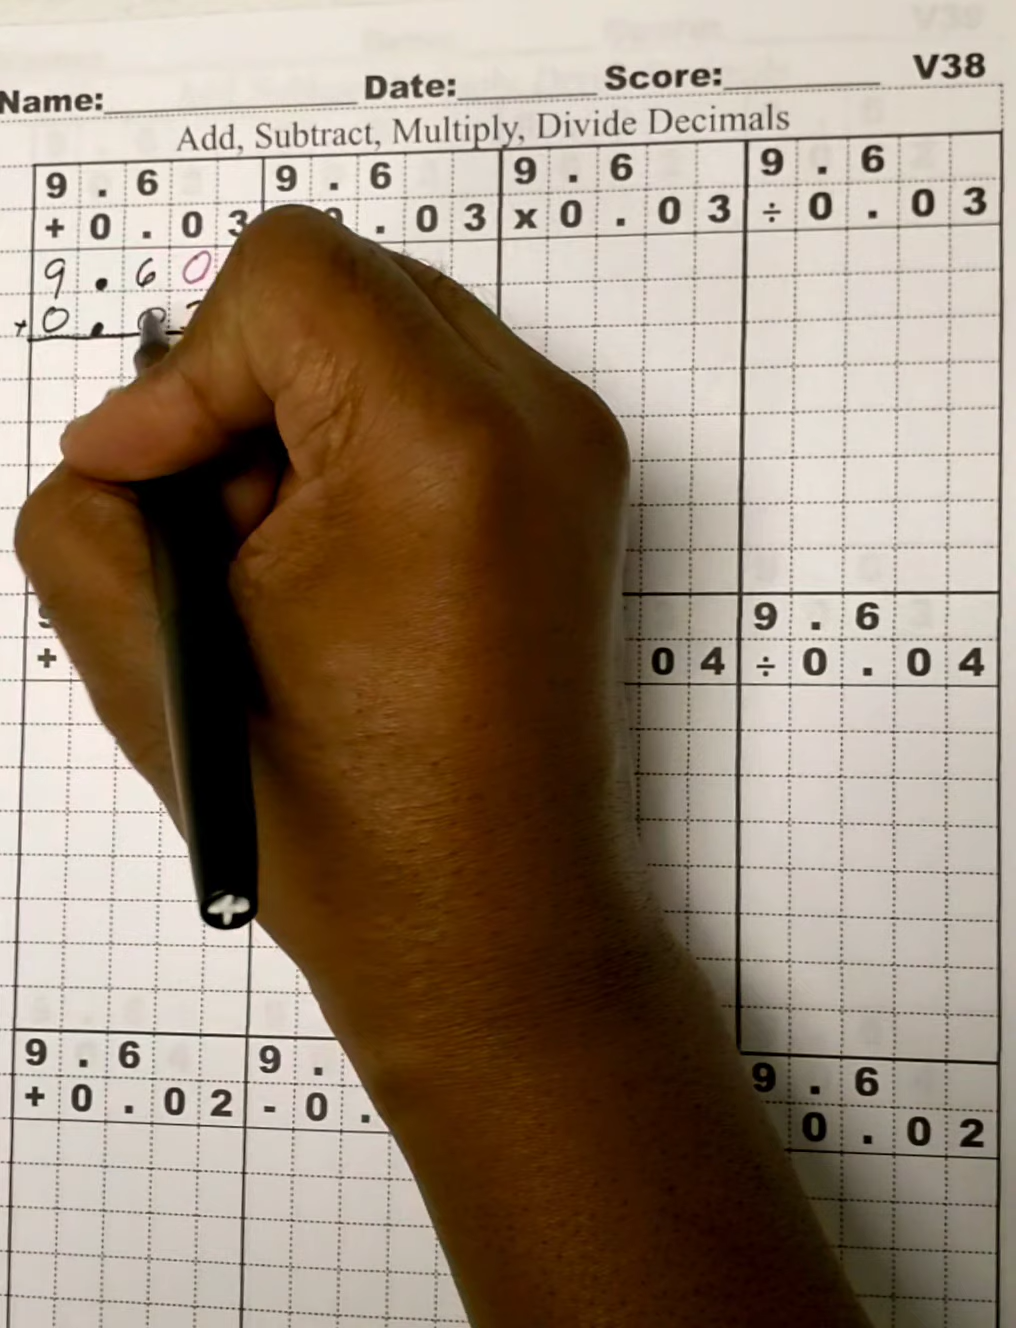 Name: Date: Score: V38
Add, Subtract, Multiply, Divide Decimals
9 . 6 9 . 6 9 . 6 9 . 6
+ 0 . 0 3 . 0 3 x 0 . 0 3 ÷ 0 . 0 3
9 . 6 0
+ 0 . 0
9 . 6
+ 0 4 ÷ 0 . 0 4
9 . 6 9 . 9 . 6
+ 0 . 0 2 - 0 . 0 . 0 2